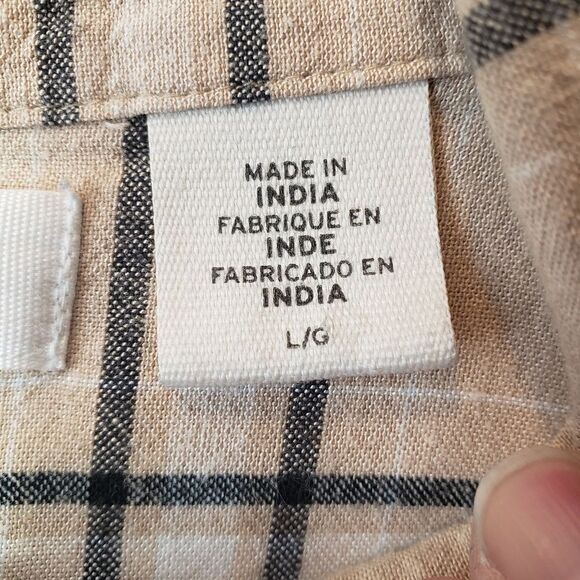 MADE IN
INDIA
FABRIQUE EN
INDE
FABRICADO EN
INDIA
L/G